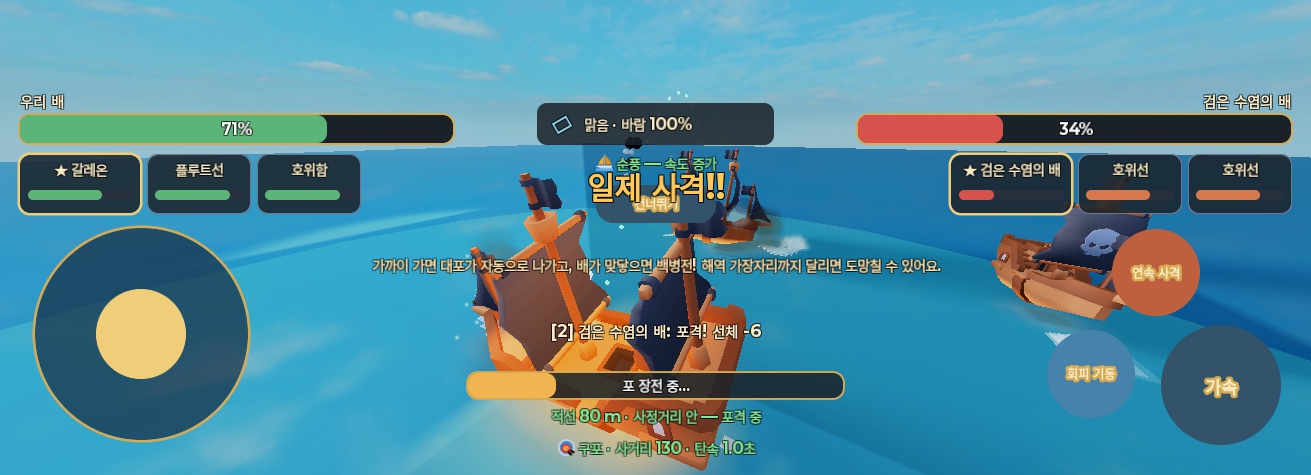 우리 배
검은 수염의 배
71%
맑음 · 바람 100%
34%
★ 갈레온
플루트선
호위함
순풍 — 속도 증가
★ 검은 수염의 배
호위선
호위선
일제 사격!!
건너뛰기
가까이 가면 대포가 자동으로 나가고, 배가 맞닿으면 백병전! 해역 가장자리까지 달리면 도망칠 수 있어요.
연속 사격
[2] 검은 수염의 배: 포격! 선체 -6
회피 기동
가속
포 장전 중...
적선 80 m · 사정거리 안 — 포격 중
구포 · 사거리 130 · 탄속 1.0초